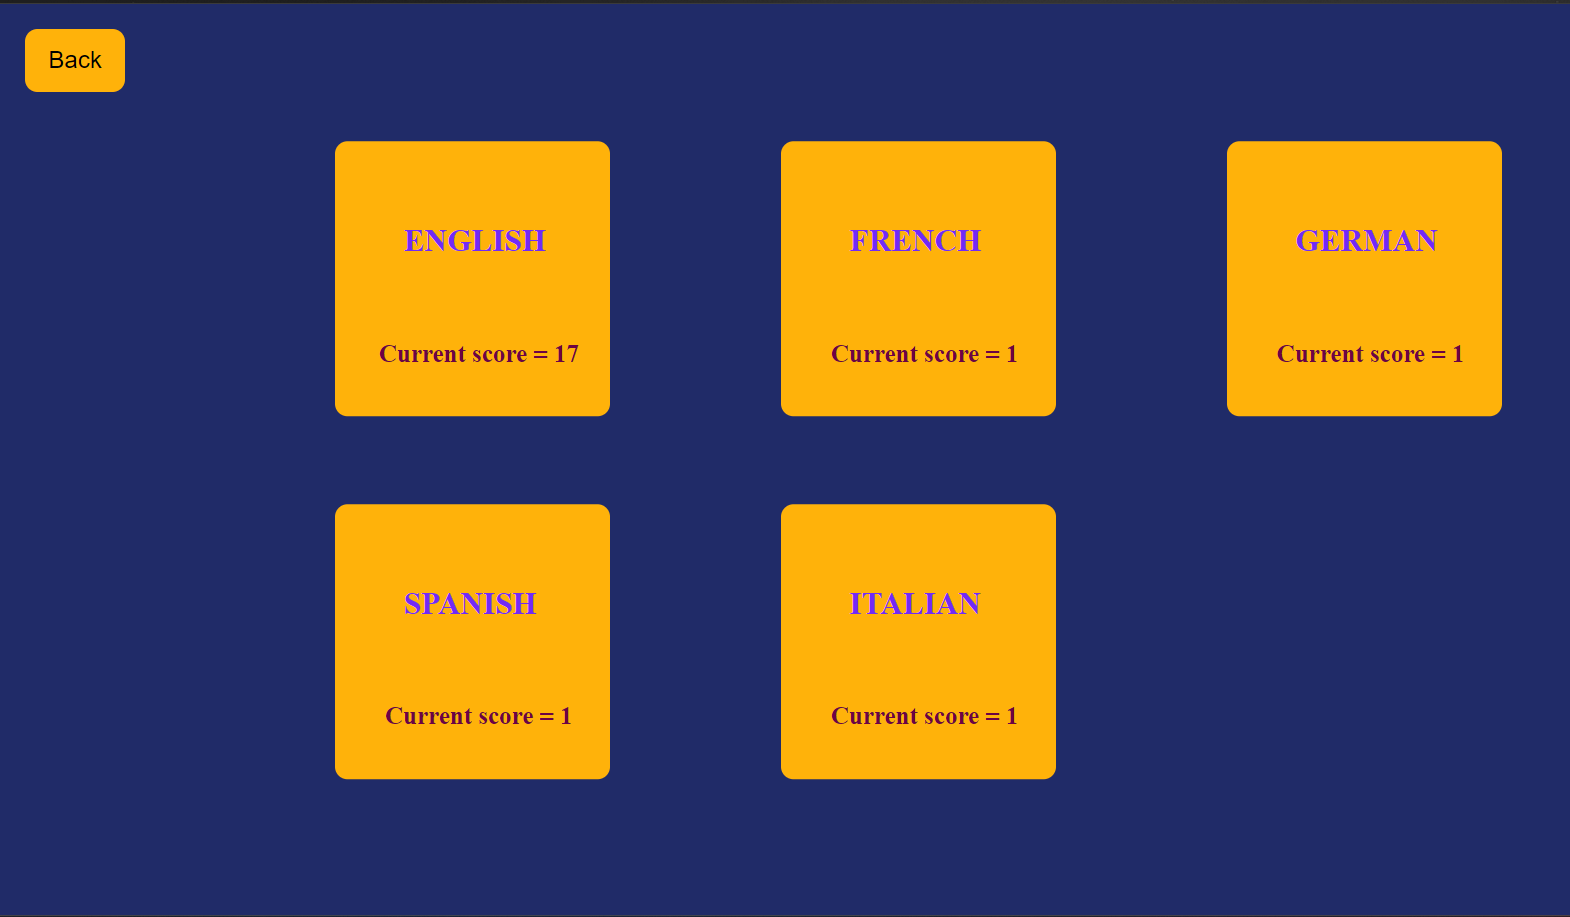 Back
ENGLISH
Current score = 17
FRENCH
Current score = 1
GERMAN
Current score = 1
SPANISH
Current score = 1
ITALIAN
Current score = 1